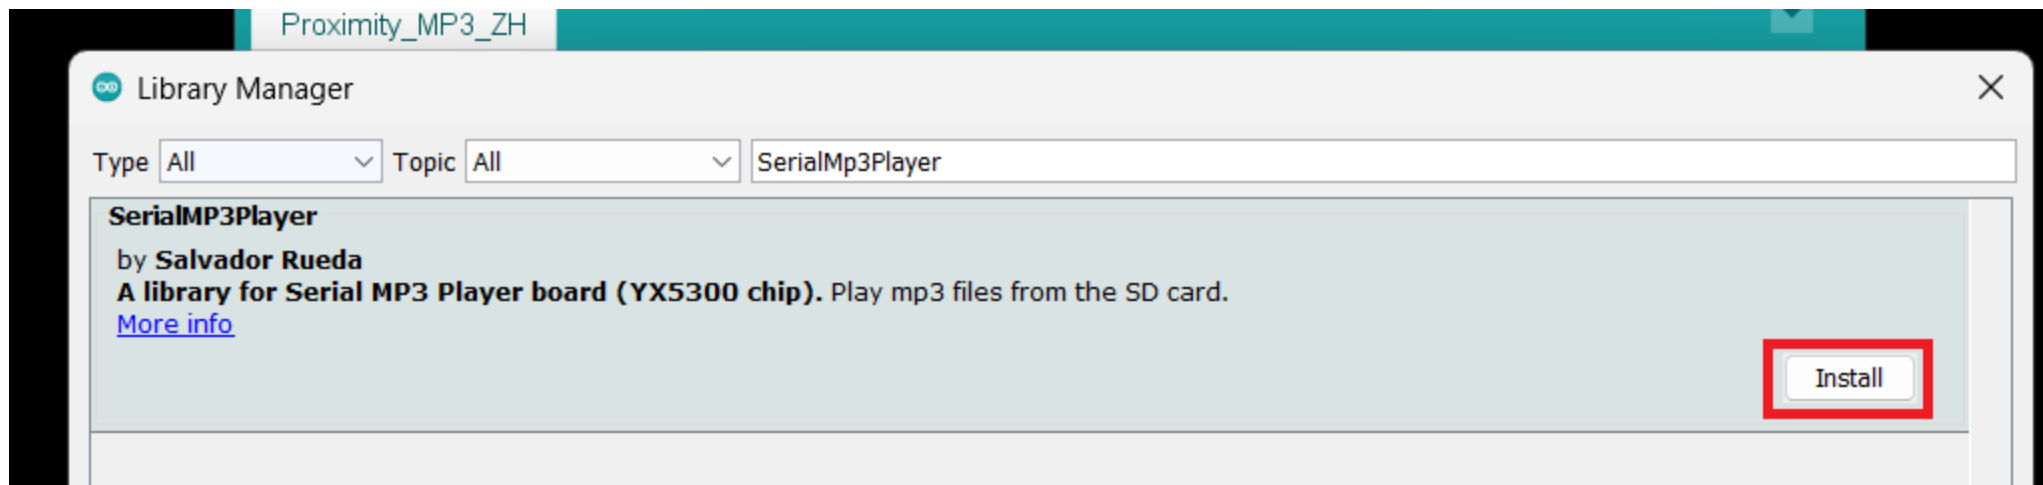 Proximity_MP3_ZH
Library Manager
Type All Topic All SerialMp3Player
SerialMP3Player
by Salvador Rueda
A library for Serial MP3 Player board (YX5300 chip). Play mp3 files from the SD card.
More info
Install